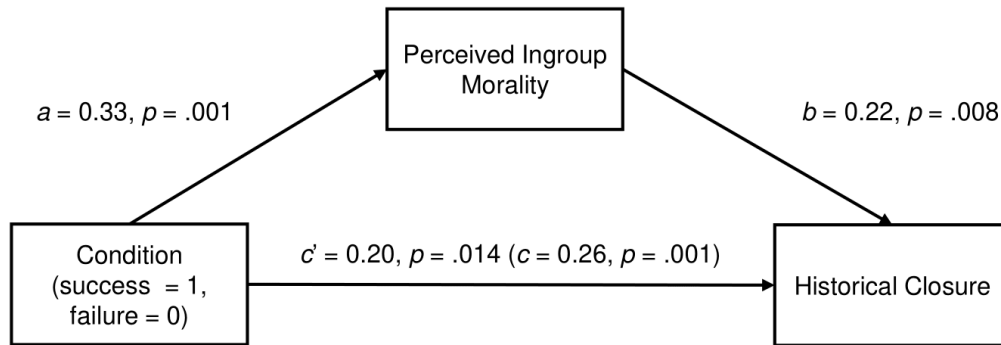 Perceived Ingroup
Morality
a = 0.33, p = .001
b = 0.22, p = .008
Condition
(success = 1,
failure = 0)
c’ = 0.20, p = .014 (c = 0.26, p = .001)
Historical Closure